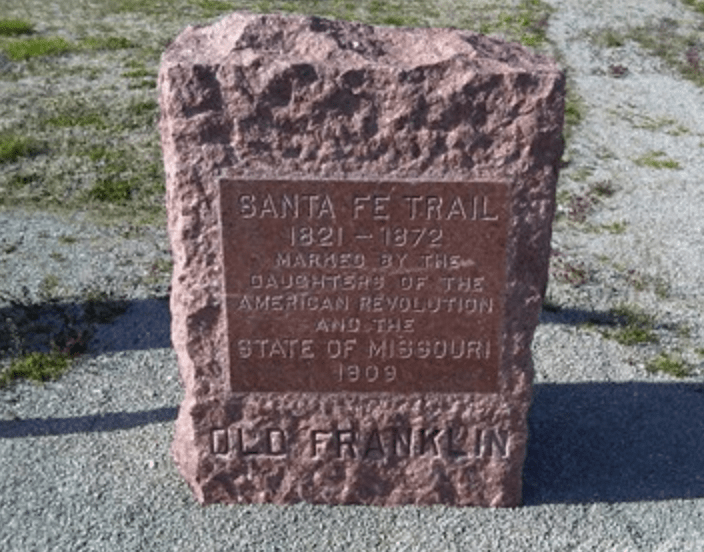 SANTA FE TRAIL
1821 – 1872
MARKED BY THE
DAUGHTERS OF THE
AMERICAN REVOLUTION
AND THE
STATE OF MISSOURI
1909
OLD FRANKLIN